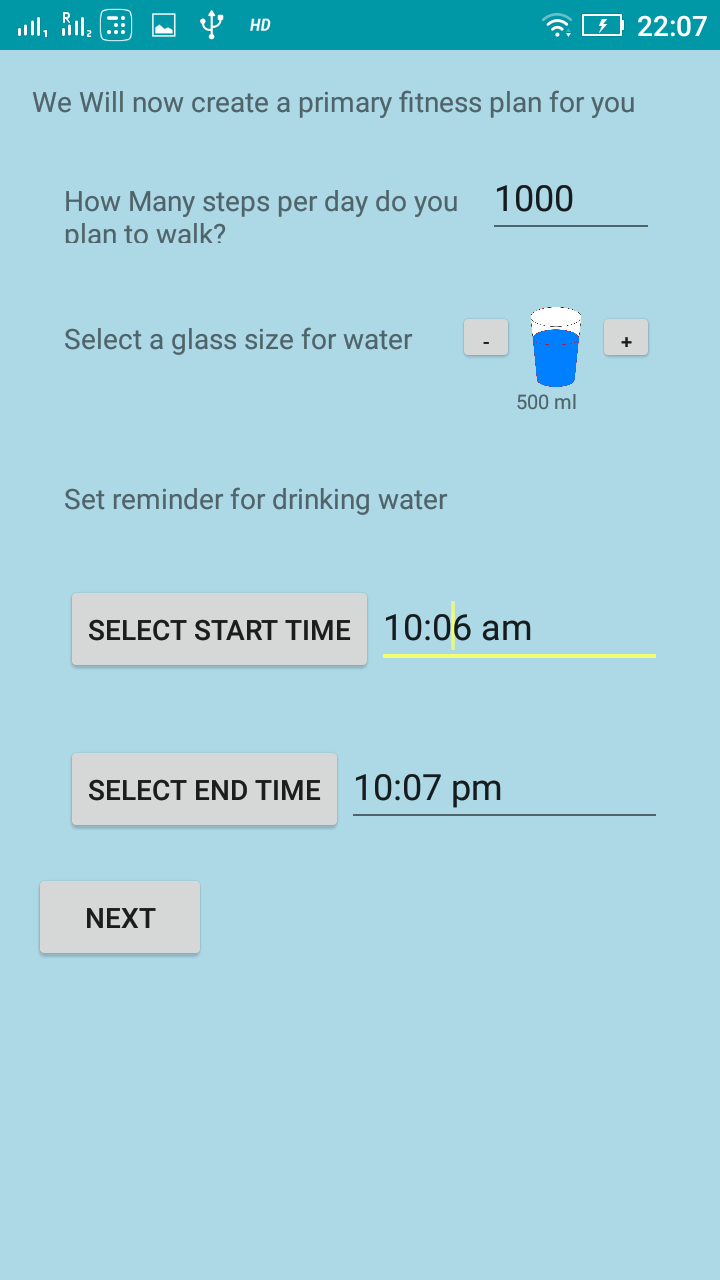 R
1
2
HD
22:07
We Will now create a primary fitness plan for you
How Many steps per day do you
plan to walk?
1000
Select a glass size for water
-
+
500 ml
Set reminder for drinking water
SELECT START TIME
10:06 am
SELECT END TIME
10:07 pm
NEXT